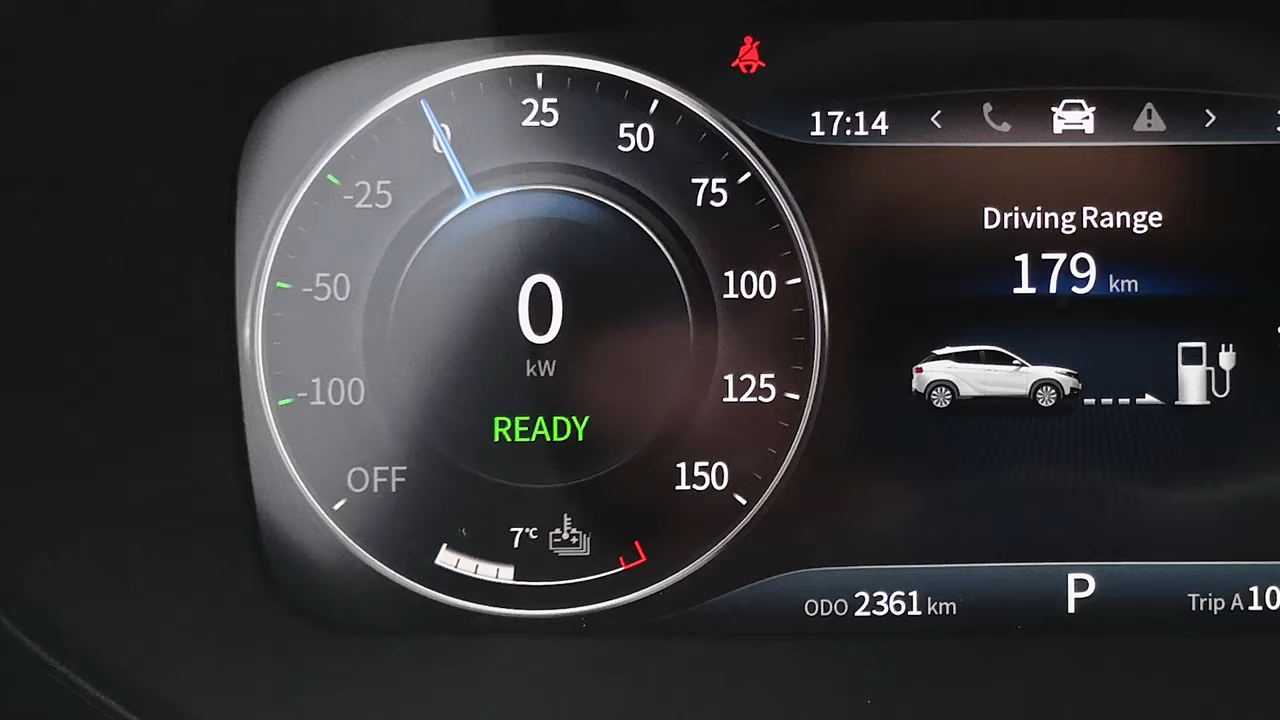 25
0
50
-25
75
-50
100
-100
125
OFF
150
0
kW
READY
7°C
17:14
Driving Range
179 km
ODO 2361 km
P
Trip A 10